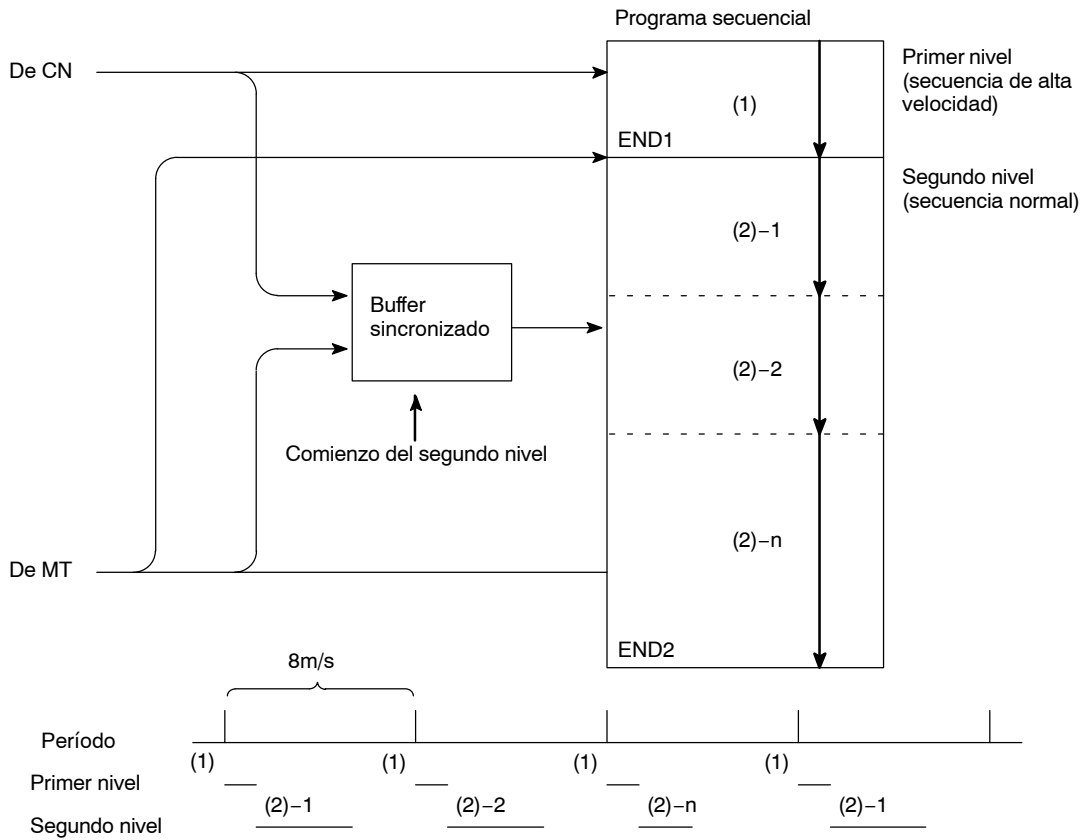 Programa secuencial
De CN
Primer nivel
(secuencia de alta
velocidad)
(1)
END1
Segundo nivel
(secuencia normal)
(2)−1
Buffer
sincronizado
(2)−2
Comienzo del segundo nivel
(2)−n
De MT
END2
8m/s
Período
(1) (1) (1) (1)
Primer nivel
(2)−1 (2)−2 (2)−n (2)−1
Segundo nivel